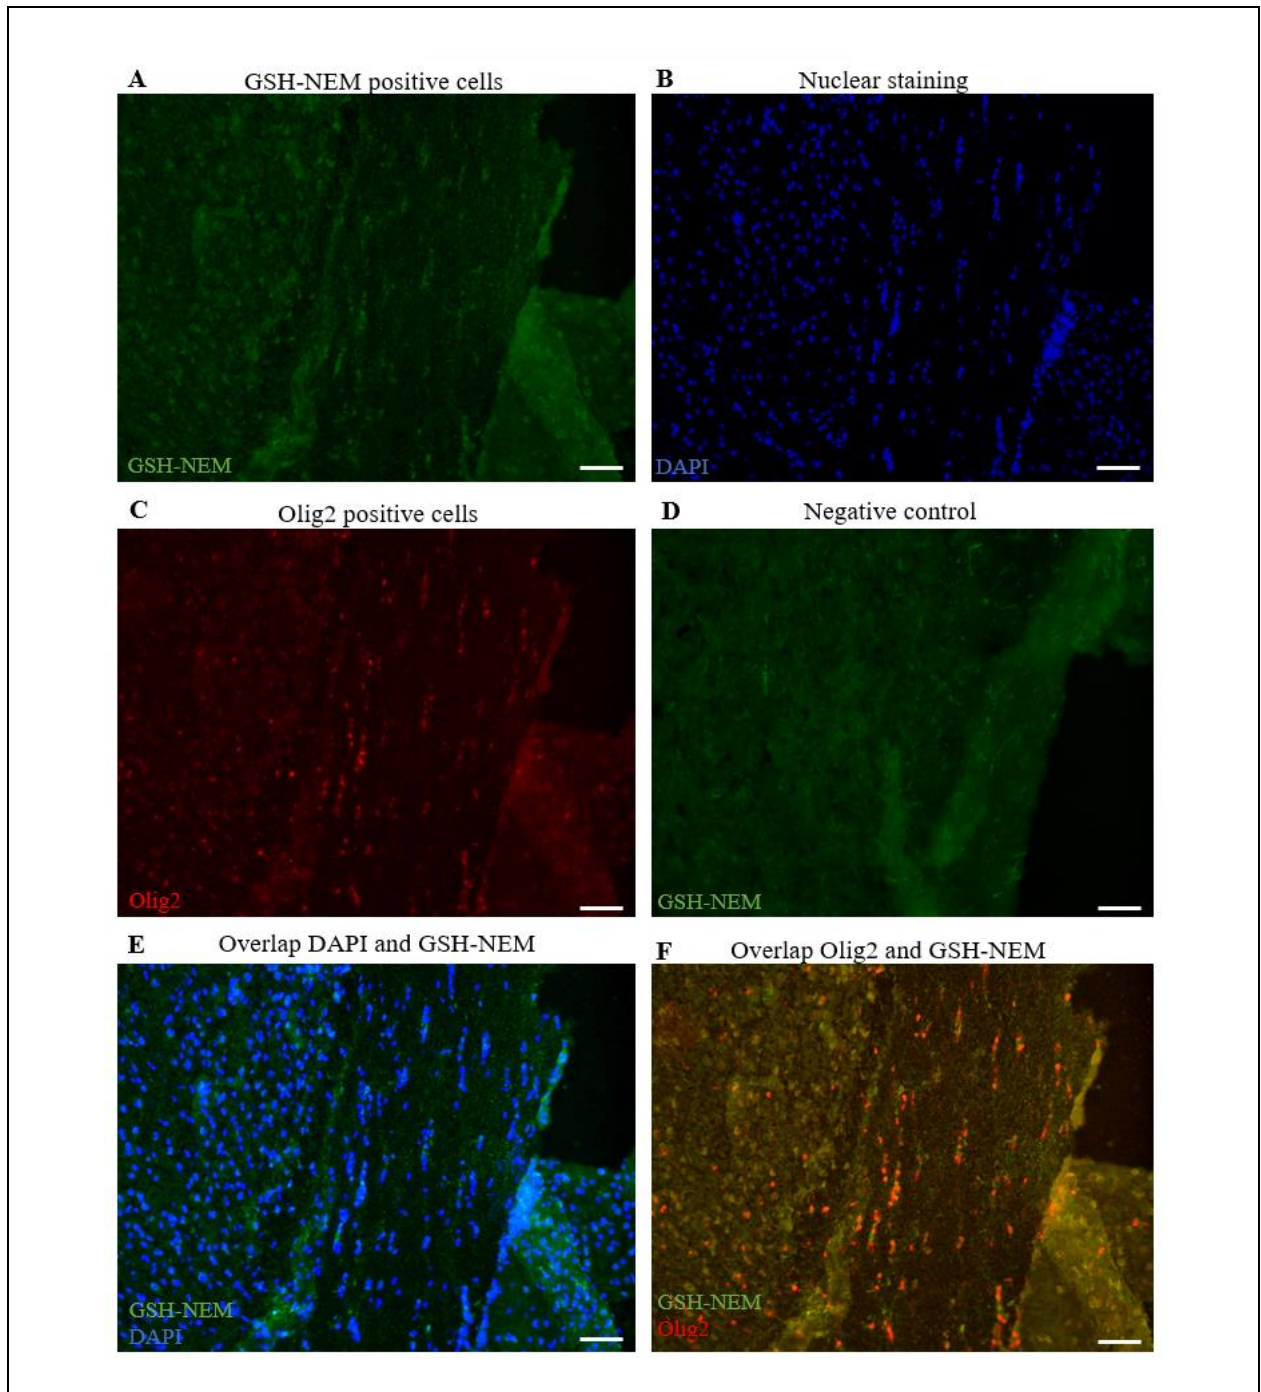 A GSH-NEM positive cells
B Nuclear staining
GSH-NEM
DAPI
C Olig2 positive cells
D Negative control
Olig2
GSH-NEM
E Overlap DAPI and GSH-NEM
F Overlap Olig2 and GSH-NEM
GSH-NEM
DAPI
GSH-NEM
Olig2